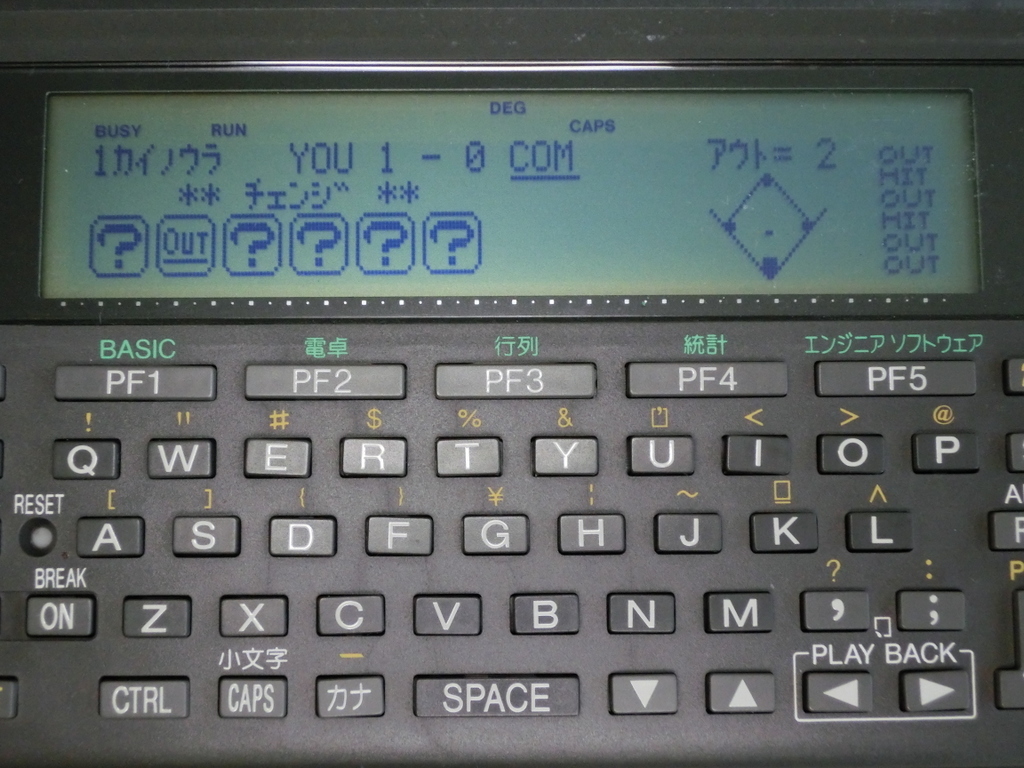 DEG
BUSY RUN CAPS
1カイノウラ YOU 1 - 0 COM アウト= 2
** チェンジ **
? OUT ? ? ? ?
OUT
HIT
OUT
HIT
OUT
OUT
BASIC 電卓 行列 統計 エンジニア ソフトウェア
PF1 PF2 PF3 PF4 PF5
! " # $ % & [’] < > @
Q W E R T Y U I O P
RESET [ ] { } ¥ ¦ ~ □ ^
A S D F G H J K L
BREAK ? :
ON Z X C V B N M , ;
小文字 ー PLAY BACK
CTRL CAPS カナ SPACE ▼ ▲ ◀ ▶